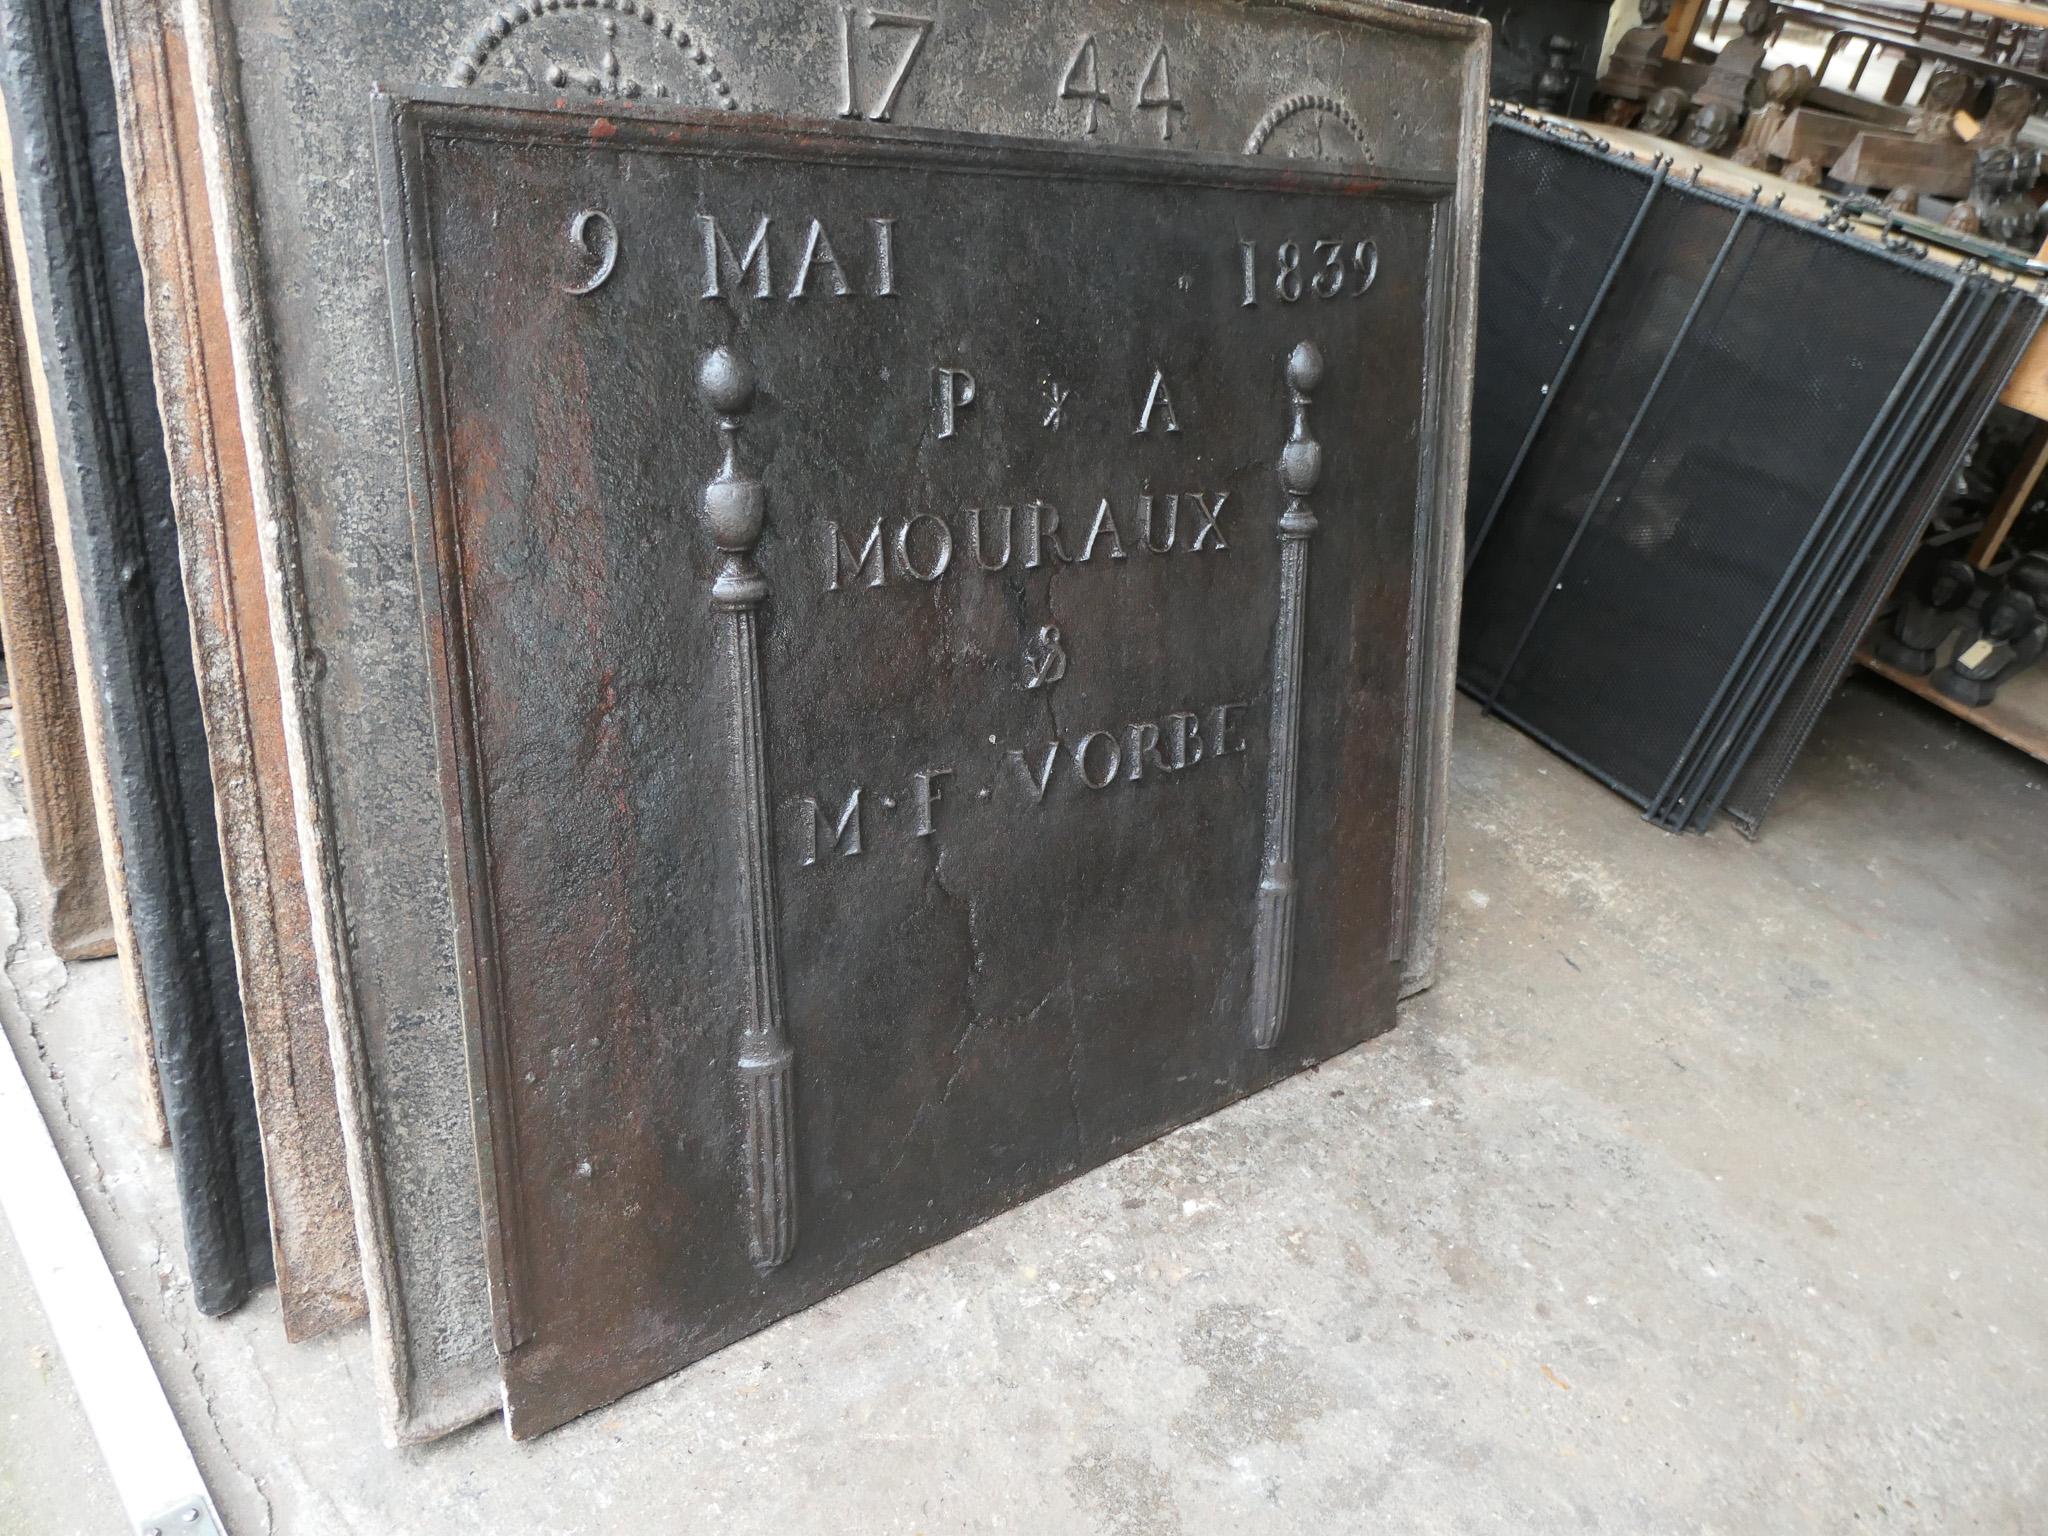 17 44
9 MAI 1839
P * A
MOURAUX
&
M·F·VORBE